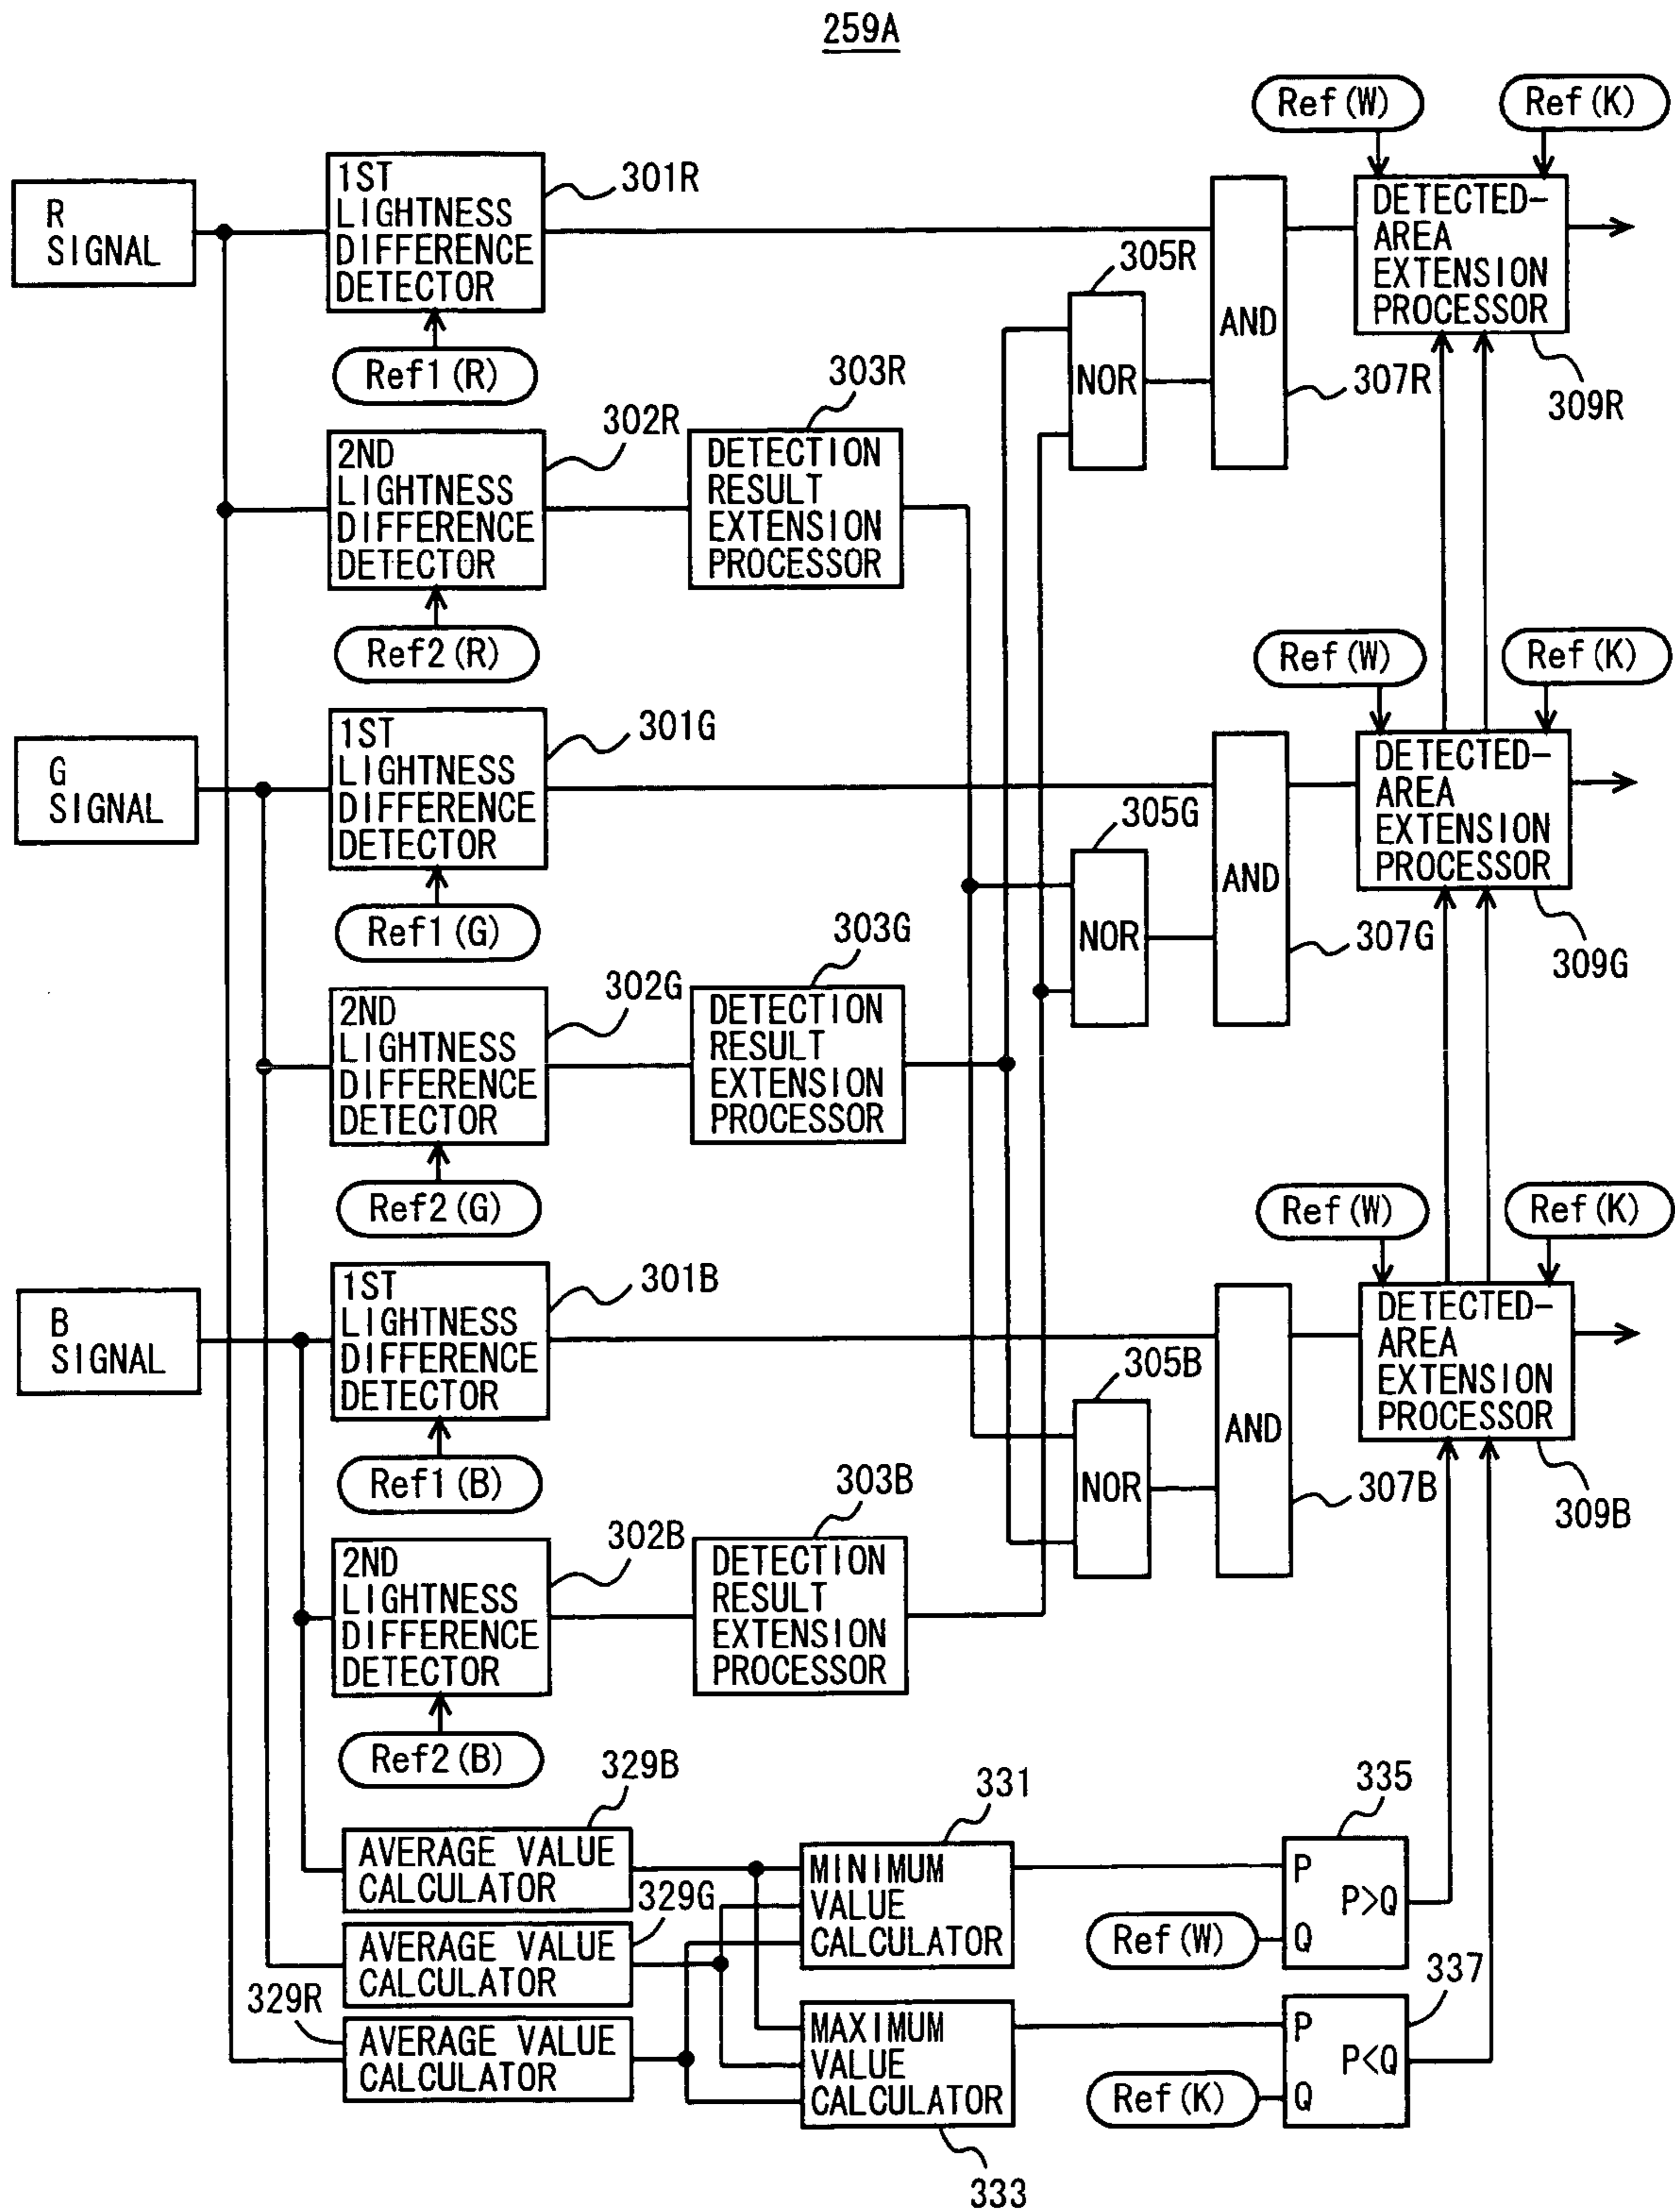 259A
Ref(W)
Ref(K)
R
SIGNAL
1ST
LIGHTNESS
DIFFERENCE
DETECTOR
301R
Ref1(R)
305R
NOR
AND
307R
DETECTED-
AREA
EXTENSION
PROCESSOR
309R
2ND
LIGHTNESS
DIFFERENCE
DETECTOR
302R
Ref2(R)
DETECTION
RESULT
EXTENSION
PROCESSOR
303R
Ref(W)
Ref(K)
G
SIGNAL
1ST
LIGHTNESS
DIFFERENCE
DETECTOR
301G
Ref1(G)
305G
NOR
AND
307G
DETECTED-
AREA
EXTENSION
PROCESSOR
309G
2ND
LIGHTNESS
DIFFERENCE
DETECTOR
302G
Ref2(G)
303G
DETECTION
RESULT
EXTENSION
PROCESSOR
Ref(W)
Ref(K)
B
SIGNAL
1ST
LIGHTNESS
DIFFERENCE
DETECTOR
301B
Ref1(B)
305B
NOR
AND
307B
DETECTED-
AREA
EXTENSION
PROCESSOR
309B
2ND
LIGHTNESS
DIFFERENCE
DETECTOR
302B
Ref2(B)
303B
DETECTION
RESULT
EXTENSION
PROCESSOR
329B
AVERAGE VALUE
CALCULATOR
329G
AVERAGE VALUE
CALCULATOR
329R
AVERAGE VALUE
CALCULATOR
331
MINIMUM
VALUE
CALCULATOR
MAXIMUM
VALUE
CALCULATOR
333
335
P
P>Q
Q
Ref(W)
337
P
P<Q
Q
Ref(K)